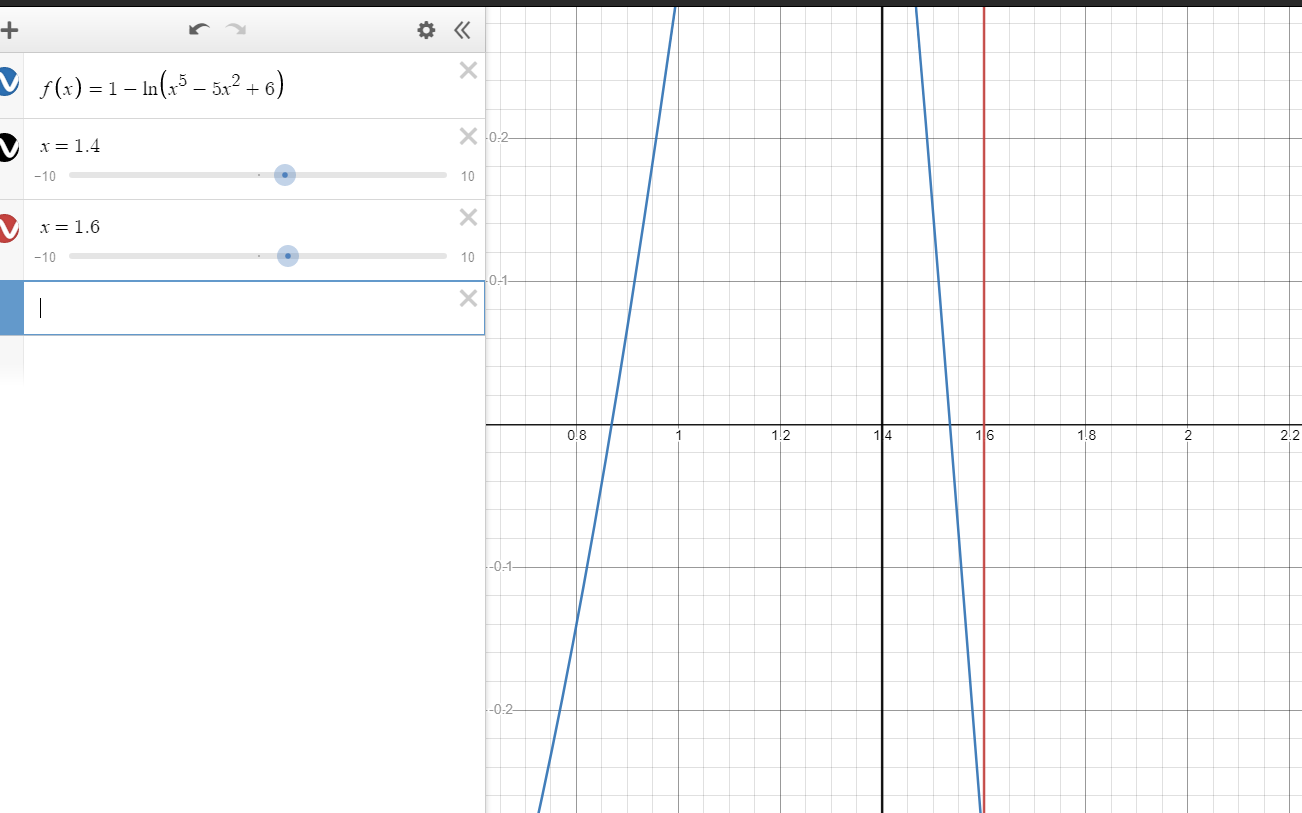 f(x) = 1 − ln(x⁵ − 5x² + 6)
x = 1.4
−10 10
x = 1.6
−10 10
0.2
0.1
0.8 1 1.2 1.4 1.6 1.8 2 2.2
-0.1
-0.2